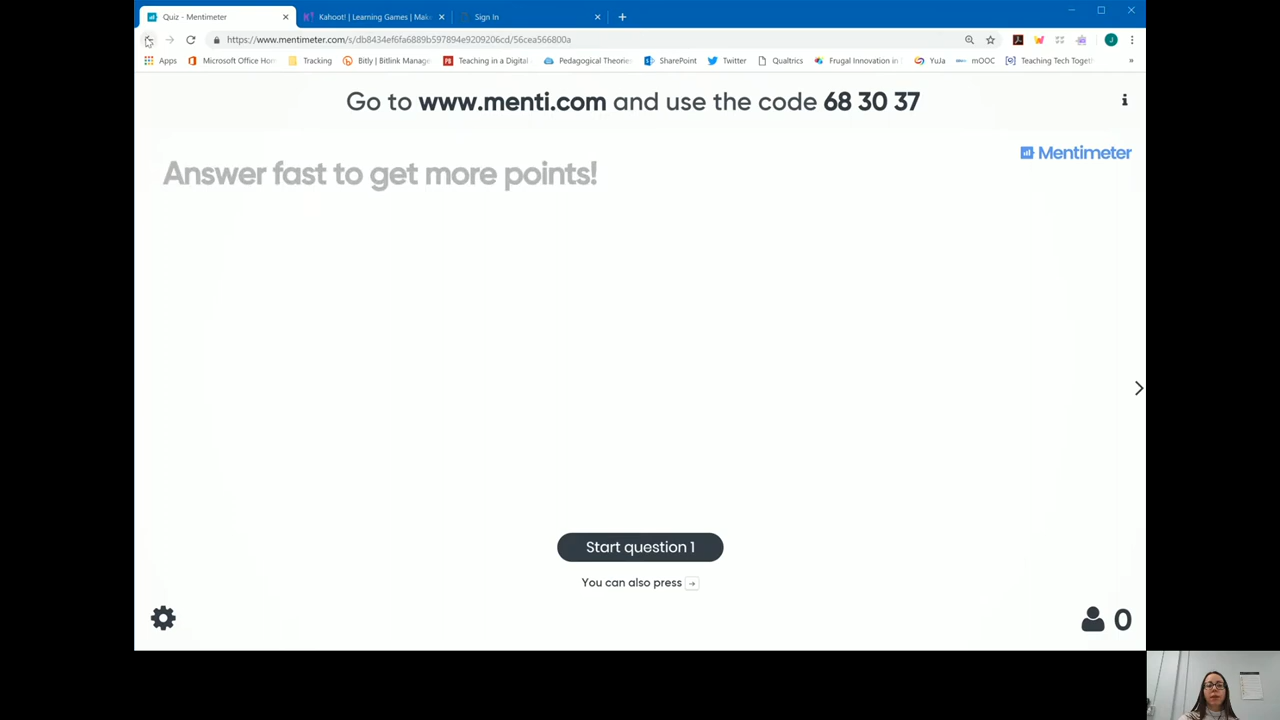 Quiz - Mentimeter
Kahoot! | Learning Games | Make
Sign In
https://www.mentimeter.com/s/db8434ef6fa6889b597894e9209206cd/56cea566800a
J
Apps
Microsoft Office Hom
Tracking
Bitly | Bitlink Manage
Teaching in a Digital
Pedagogical Theories
SharePoint
Twitter
Qualtrics
Frugal Innovation in
YuJa
mOOC
Teaching Tech Togeth
»
Go to www.menti.com and use the code 68 30 37
Mentimeter
Answer fast to get more points!
Start question 1
You can also press →
0